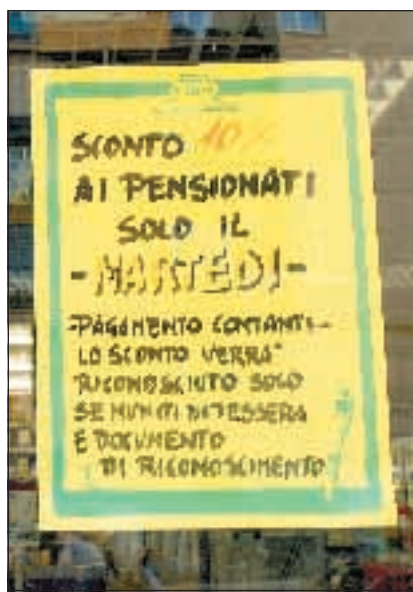 SCONTO 10%
AI PENSIONATI
SOLO IL
-MARTEDI-
-PAGAMENTO CONTANTI-
LO SCONTO VERRA'
RICONOSCIUTO SOLO
SE MUNITI DI TESSERA
E DOCUMENTO
DI RICONOSCIMENTO